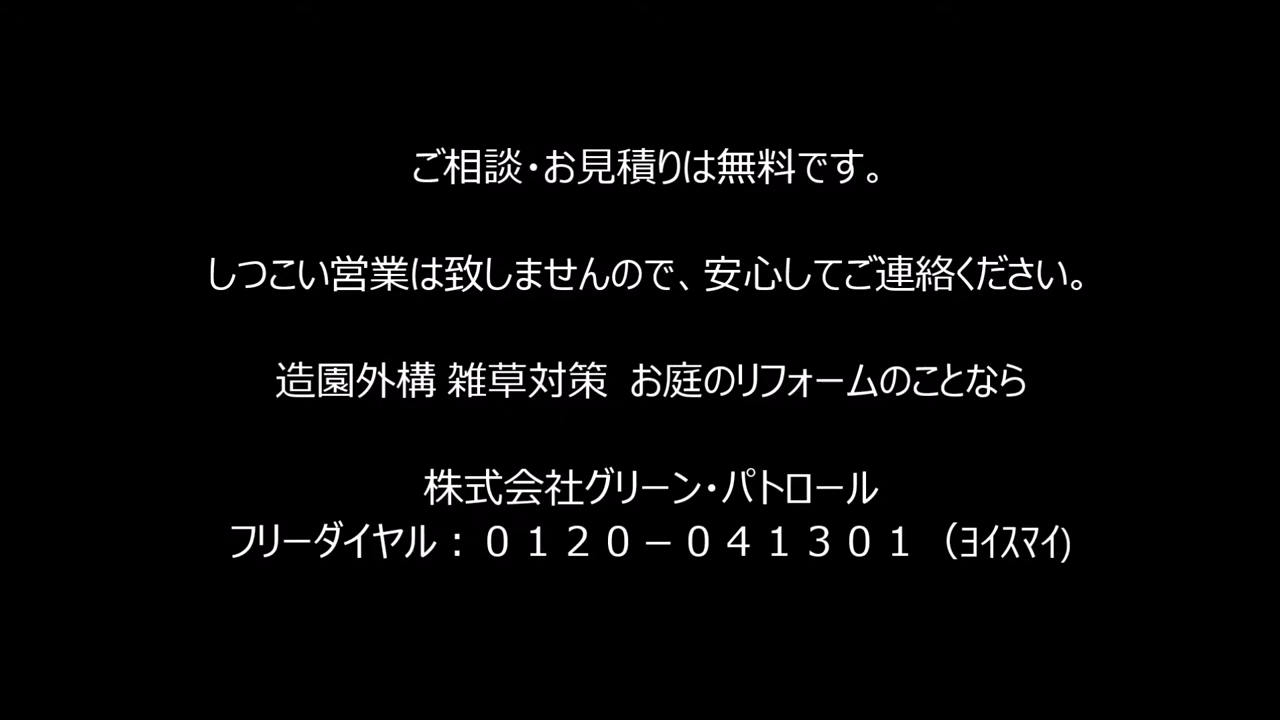 ご相談・お見積りは無料です。
しつこい営業は致しませんので、安心してご連絡ください。
造園外構 雑草対策 お庭のリフォームのことなら
株式会社グリーン・パトロール
フリーダイヤル：０１２０－０４１３０１（ﾖｲｽﾏｲ)